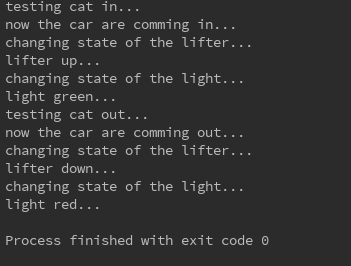 testing cat in...
now the car are comming in...
changing state of the lifter...
lifter up...
changing state of the light...
light green...
testing cat out...
now the car are comming out...
changing state of the lifter...
lifter down...
changing state of the light...
light red...
Process finished with exit code 0